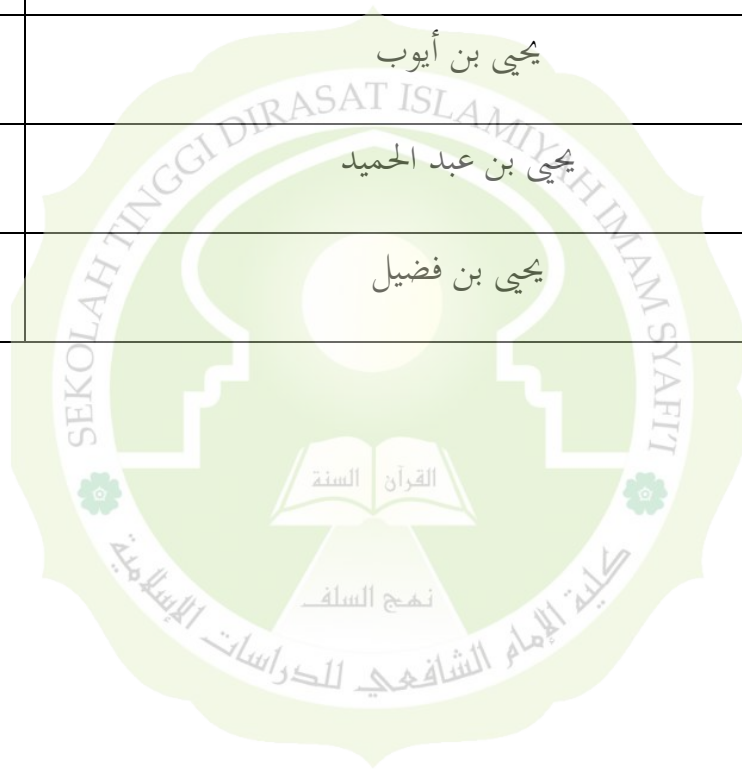 يحيى بن أيوب
يحيى بن عبد الحميد
يحيى بن فضيل
SEKOLAH TINGGI DIRASAT ISLAMIYAH IMAM SYAFI'I
القرآن السنة
نهج السلف
كلية الإمام الشافعي للدراسات الإسلامية